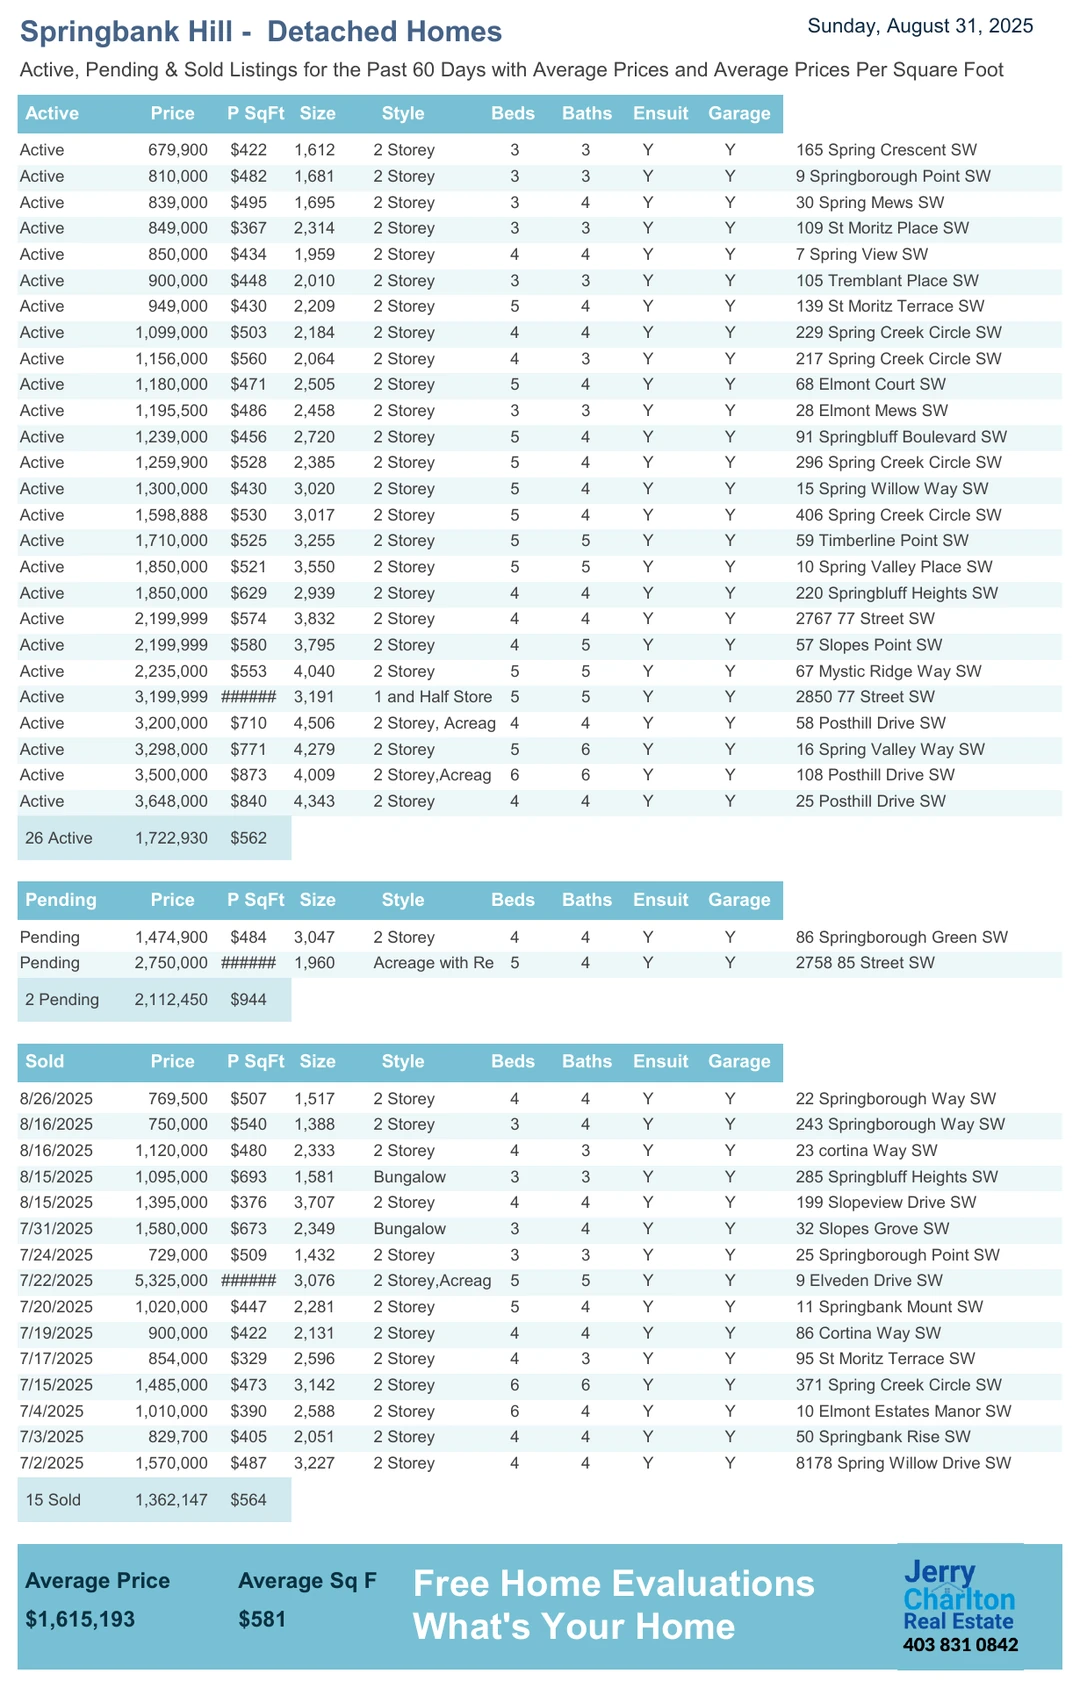 Springbank Hill -  Detached Homes
Sunday, August 31, 2025
Active, Pending & Sold Listings for the Past 60 Days with Average Prices and Average Prices Per Square Foot
Active Price P SqFt Size Style Beds Baths Ensuit Garage
Active 679,900 $422 1,612 2 Storey 3 3 Y Y 165 Spring Crescent SW
Active 810,000 $482 1,681 2 Storey 3 3 Y Y 9 Springborough Point SW
Active 839,000 $495 1,695 2 Storey 3 4 Y Y 30 Spring Mews SW
Active 849,000 $367 2,314 2 Storey 3 3 Y Y 109 St Moritz Place SW
Active 850,000 $434 1,959 2 Storey 4 4 Y Y 7 Spring View SW
Active 900,000 $448 2,010 2 Storey 3 3 Y Y 105 Tremblant Place SW
Active 949,000 $430 2,209 2 Storey 5 4 Y Y 139 St Moritz Terrace SW
Active 1,099,000 $503 2,184 2 Storey 4 4 Y Y 229 Spring Creek Circle SW
Active 1,156,000 $560 2,064 2 Storey 4 3 Y Y 217 Spring Creek Circle SW
Active 1,180,000 $471 2,505 2 Storey 5 4 Y Y 68 Elmont Court SW
Active 1,195,500 $486 2,458 2 Storey 3 3 Y Y 28 Elmont Mews SW
Active 1,239,000 $456 2,720 2 Storey 5 4 Y Y 91 Springbluff Boulevard SW
Active 1,259,900 $528 2,385 2 Storey 5 4 Y Y 296 Spring Creek Circle SW
Active 1,300,000 $430 3,020 2 Storey 5 4 Y Y 15 Spring Willow Way SW
Active 1,598,888 $530 3,017 2 Storey 5 4 Y Y 406 Spring Creek Circle SW
Active 1,710,000 $525 3,255 2 Storey 5 5 Y Y 59 Timberline Point SW
Active 1,850,000 $521 3,550 2 Storey 5 5 Y Y 10 Spring Valley Place SW
Active 1,850,000 $629 2,939 2 Storey 4 4 Y Y 220 Springbluff Heights SW
Active 2,199,999 $574 3,832 2 Storey 4 4 Y Y 2767 77 Street SW
Active 2,199,999 $580 3,795 2 Storey 4 5 Y Y 57 Slopes Point SW
Active 2,235,000 $553 4,040 2 Storey 5 5 Y Y 67 Mystic Ridge Way SW
Active 3,199,999 ###### 3,191 1 and Half Store 5 5 Y Y 2850 77 Street SW
Active 3,200,000 $710 4,506 2 Storey, Acreag 4 4 Y Y 58 Posthill Drive SW
Active 3,298,000 $771 4,279 2 Storey 5 6 Y Y 16 Spring Valley Way SW
Active 3,500,000 $873 4,009 2 Storey,Acreag 6 6 Y Y 108 Posthill Drive SW
Active 3,648,000 $840 4,343 2 Storey 4 4 Y Y 25 Posthill Drive SW
26 Active 1,722,930 $562
Pending Price P SqFt Size Style Beds Baths Ensuit Garage
Pending 1,474,900 $484 3,047 2 Storey 4 4 Y Y 86 Springborough Green SW
Pending 2,750,000 ###### 1,960 Acreage with Re 5 4 Y Y 2758 85 Street SW
2 Pending 2,112,450 $944
Sold Price P SqFt Size Style Beds Baths Ensuit Garage
8/26/2025 769,500 $507 1,517 2 Storey 4 4 Y Y 22 Springborough Way SW
8/16/2025 750,000 $540 1,388 2 Storey 3 4 Y Y 243 Springborough Way SW
8/16/2025 1,120,000 $480 2,333 2 Storey 4 3 Y Y 23 cortina Way SW
8/15/2025 1,095,000 $693 1,581 Bungalow 3 3 Y Y 285 Springbluff Heights SW
8/15/2025 1,395,000 $376 3,707 2 Storey 4 4 Y Y 199 Slopeview Drive SW
7/31/2025 1,580,000 $673 2,349 Bungalow 3 4 Y Y 32 Slopes Grove SW
7/24/2025 729,000 $509 1,432 2 Storey 3 3 Y Y 25 Springborough Point SW
7/22/2025 5,325,000 ###### 3,076 2 Storey,Acreag 5 5 Y Y 9 Elveden Drive SW
7/20/2025 1,020,000 $447 2,281 2 Storey 5 4 Y Y 11 Springbank Mount SW
7/19/2025 900,000 $422 2,131 2 Storey 4 4 Y Y 86 Cortina Way SW
7/17/2025 854,000 $329 2,596 2 Storey 4 3 Y Y 95 St Moritz Terrace SW
7/15/2025 1,485,000 $473 3,142 2 Storey 6 6 Y Y 371 Spring Creek Circle SW
7/4/2025 1,010,000 $390 2,588 2 Storey 6 4 Y Y 10 Elmont Estates Manor SW
7/3/2025 829,700 $405 2,051 2 Storey 4 4 Y Y 50 Springbank Rise SW
7/2/2025 1,570,000 $487 3,227 2 Storey 4 4 Y Y 8178 Spring Willow Drive SW
15 Sold 1,362,147 $564
Average Price Average Sq F
$1,615,193 $581
Free Home Evaluations
What's Your Home
Jerry
Charlton
Real Estate
403 831 0842